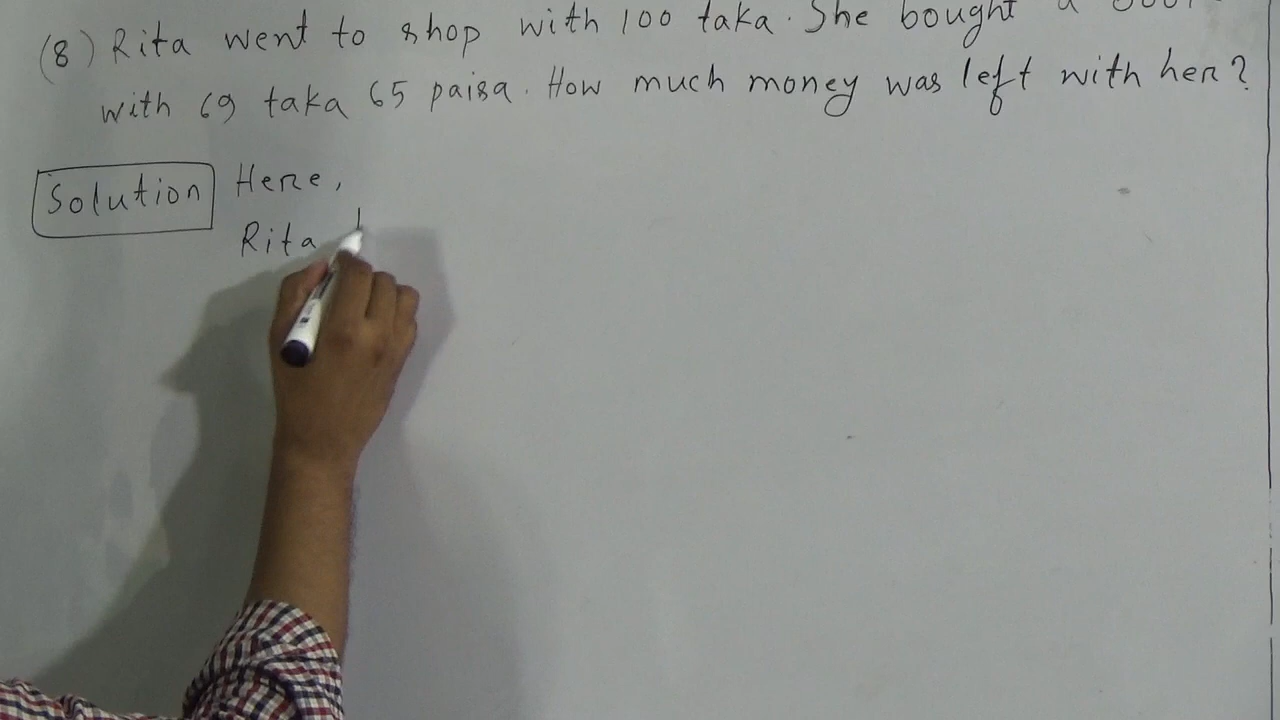 (8) Rita went to shop with 100 taka. She bought a
with 69 taka 65 paisa. How much money was left with her?
Solution Here,
Rita